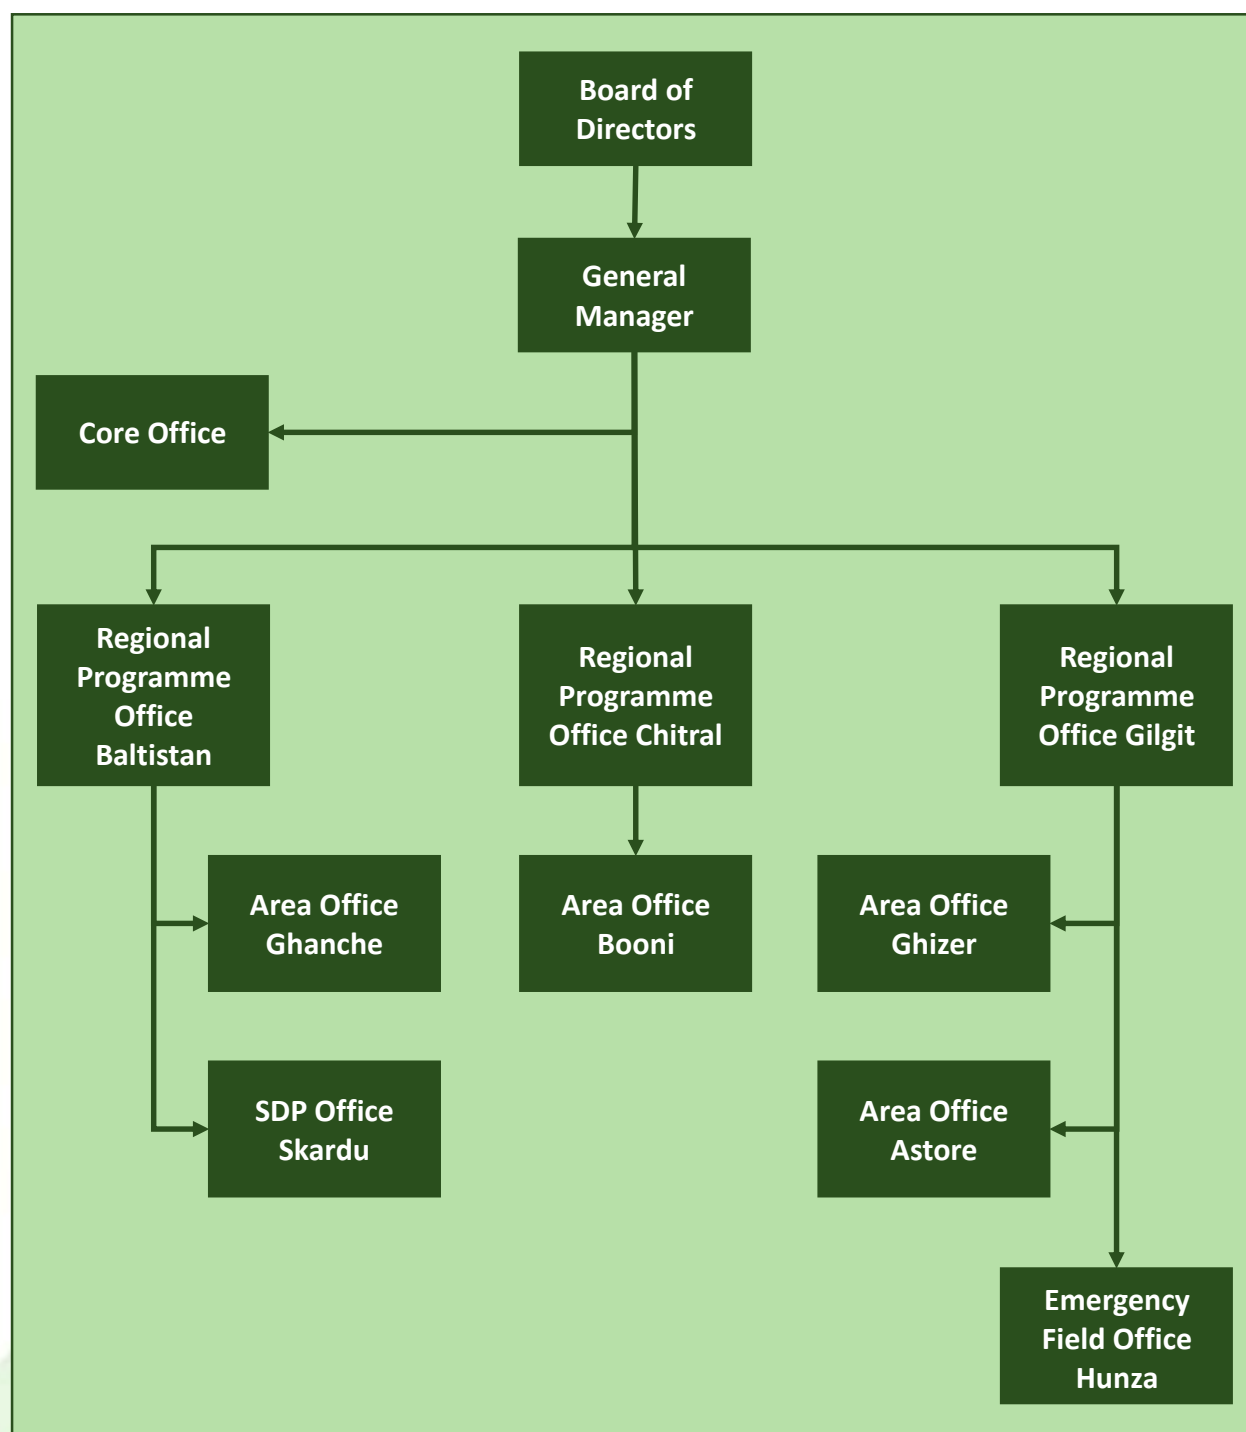 Board of
Directors
General
Manager
Core Office
Regional
Programme
Office
Baltistan
Regional
Programme
Office Chitral
Regional
Programme
Office Gilgit
Area Office
Ghanche
Area Office
Booni
Area Office
Ghizer
SDP Office
Skardu
Area Office
Astore
Emergency
Field Office
Hunza